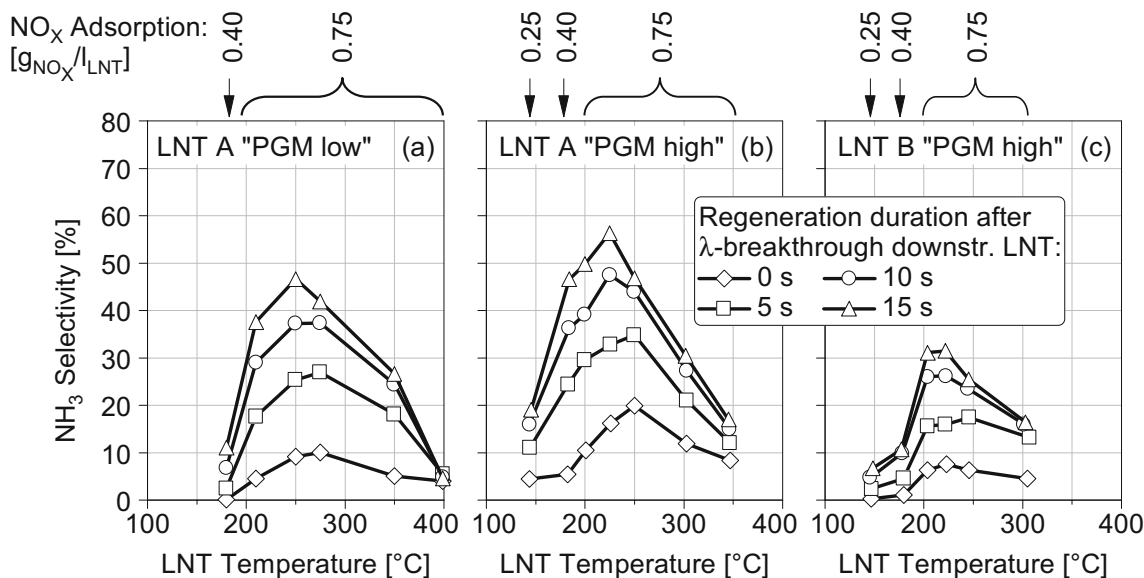 NOX Adsorption:
[gNOX/lLNT]
0.40
0.75
0.25
0.40
0.75
0.25
0.40
0.75
NH3 Selectivity [%]
80
70
60
50
40
30
20
10
0
LNT A "PGM low" (a)
LNT A "PGM high" (b)
LNT B "PGM high" (c)
Regeneration duration after
λ-breakthrough downstr. LNT:
0 s 10 s
5 s 15 s
100 200 300 400
100 200 300 400
100 200 300 400
LNT Temperature [°C]
LNT Temperature [°C]
LNT Temperature [°C]